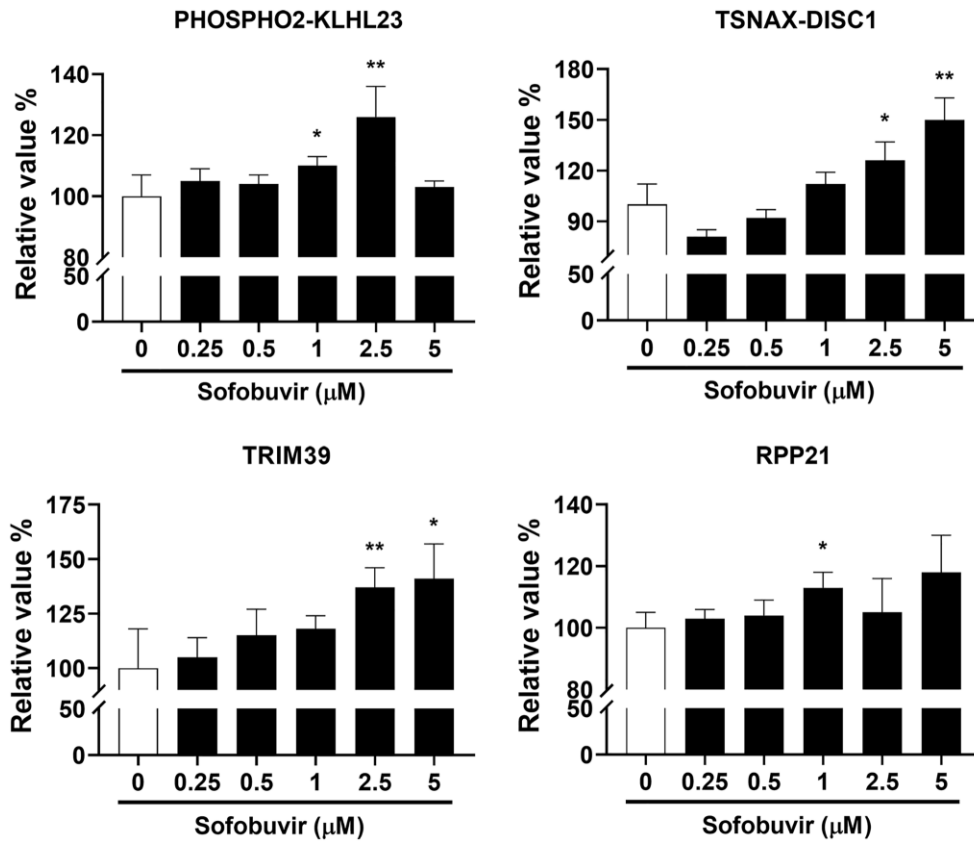 PHOSPHO2-KLHL23
Relative value %
140
120
100
80
50
0
*
**
0 0.25 0.5 1 2.5 5
Sofobuvir (μM)
TSNAX-DISC1
Relative value %
180
150
120
90
50
0
*
**
0 0.25 0.5 1 2.5 5
Sofobuvir (μM)
TRIM39
Relative value %
175
150
125
100
50
0
**
*
0 0.25 0.5 1 2.5 5
Sofobuvir (μM)
RPP21
Relative value %
140
120
100
80
50
0
*
0 0.25 0.5 1 2.5 5
Sofobuvir (μM)